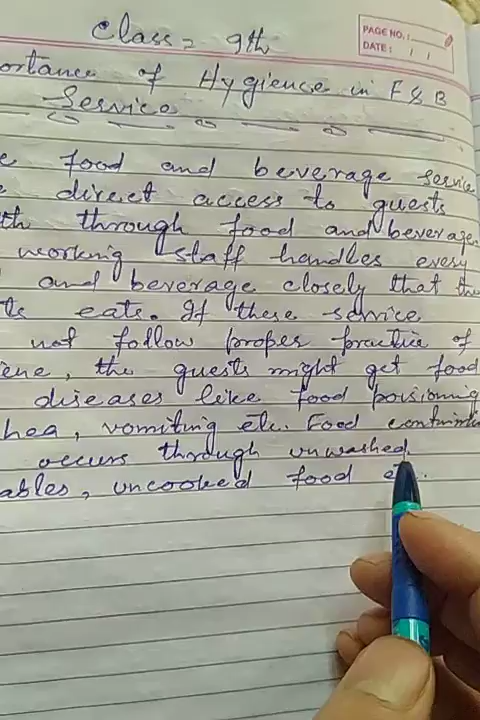 Class = 9th
PAGE NO.:
DATE: / /
ortance of Hygience in F & B
Service
e food and beverage service
e direct access to guests
th through food and beverage.
working staff handles every
and beverage closely that the
ts eats. If these service
not follow proper practice of
iene, the guests might get food
diseases like food poisioning
hea, vomiting etc. Food
occurs through unwashed
ables, uncooked food